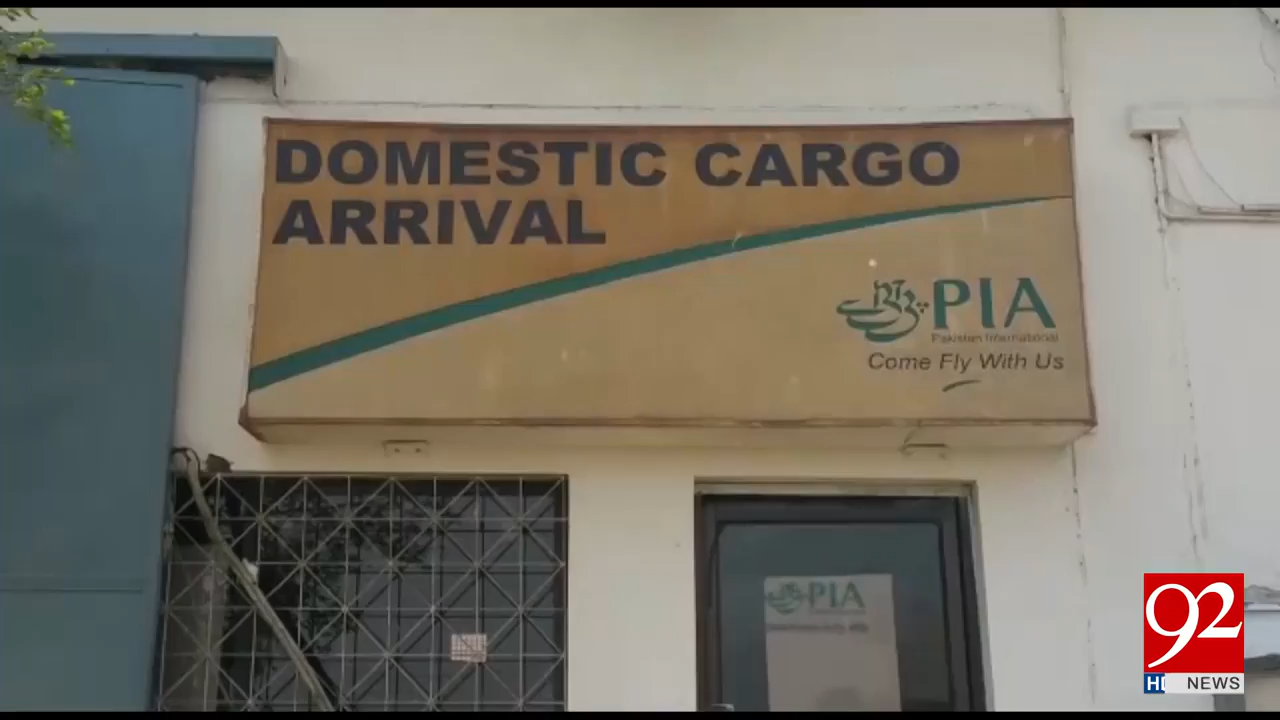 DOMESTIC CARGO
ARRIVAL
PIA
Pakistan International
Come Fly With Us
PIA
92
HD NEWS